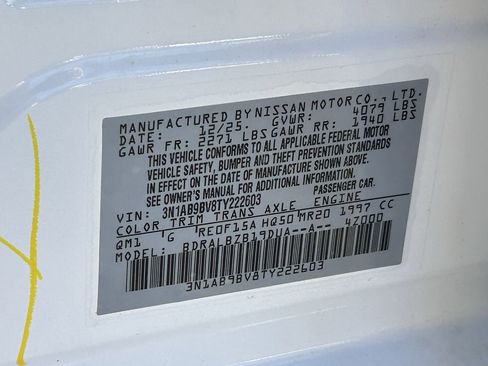 MANUFACTURED BY NISSAN MOTOR CO., LTD.
DATE: 12/25. GVWR: 4079 LBS
GAWR FR: 2271 LBS GAWR RR: 1940 LBS
THIS VEHICLE CONFORMS TO ALL APPLICABLE FEDERAL MOTOR
VEHICLE SAFETY, BUMPER AND THEFT PREVENTION STANDARDS
IN EFFECT ON THE DATE OF MANUFACTURE SHOWN ABOVE.
SEE OWNER'S MANUAL FOR ADDITIONAL INFORMATION.
VIN: 3N1AB9BV8TY222603 PASSENGER CAR.
COLOR TRIM TRANS AXLE ENGINE
QM1 G RE0F15A HQ50 MR20 1997 CC
MODEL: BDRALBZB19DUA--A-- 47000
3N1AB9BV8TY222603